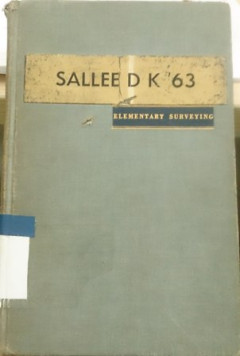 SALLEE D K '63
ELEMENTARY SURVEYING